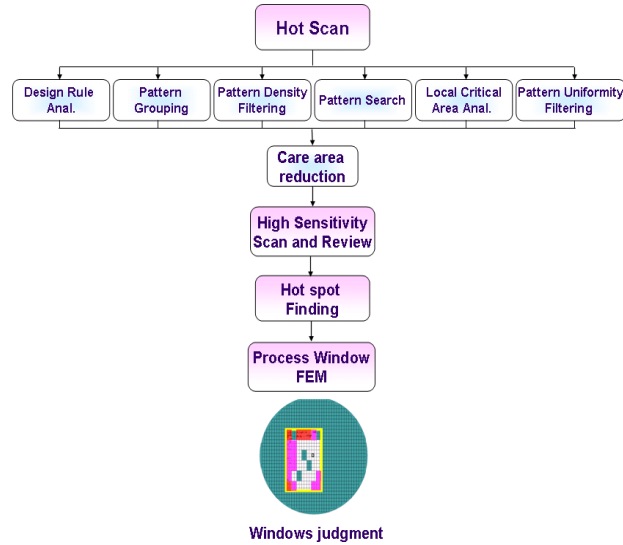 Hot Scan
Design Rule
Anal.
Pattern
Grouping
Pattern Density
Filtering
Pattern Search
Local Critical
Area Anal.
Pattern Uniformity
Filtering
Care area
reduction
High Sensitivity
Scan and Review
Hot spot
Finding
Process Window
FEM
Windows judgment